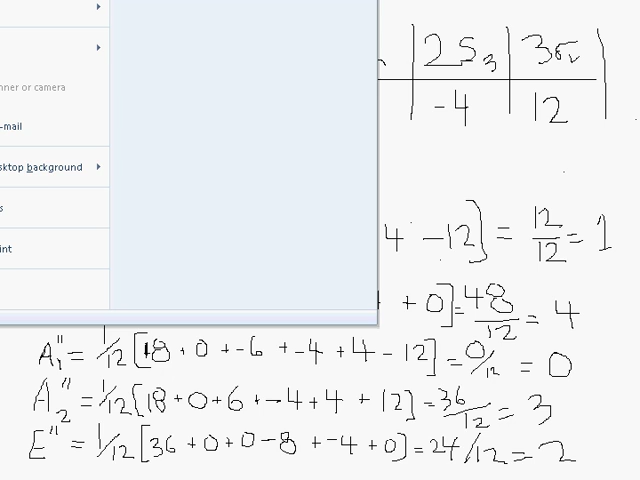 2S₃ | 3σᵥ
nner or camera
-4 | 12
-mail
sktop background
s
4 -12] = 12/12 = 1
int
4 + 0] = 48/12 = 4
A₁'' = 1/12 [18 + 0 + -6 + -4 + 4 - 12] = 0/12 = 0
A₂'' = 1/12 [18 + 0 + 6 + -4 + 4 + 12] = 36/12 = 3
E'' = 1/12 [36 + 0 + 0 - 8 + -4 + 0] = 24/12 = 2